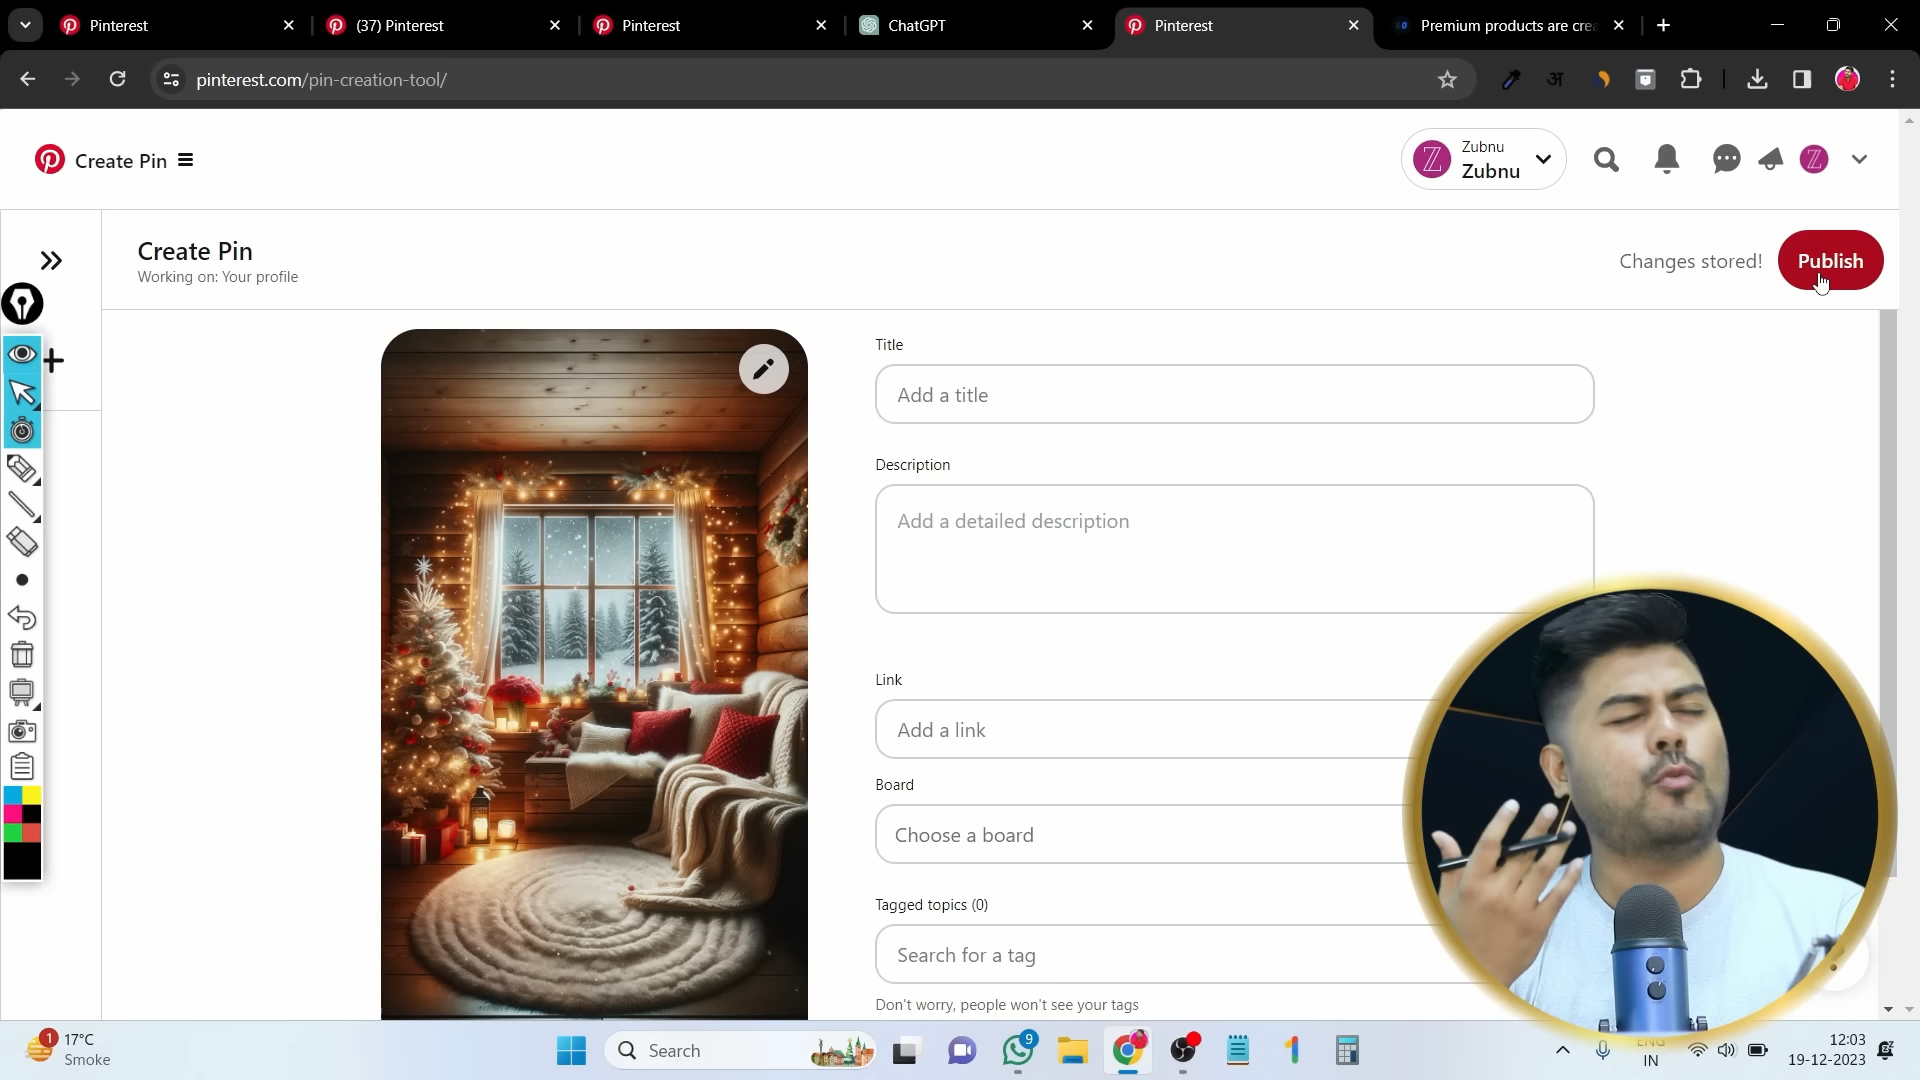 Pinterest
(37) Pinterest
Pinterest
ChatGPT
Pinterest
Premium products are cre
pinterest.com/pin-creation-tool/
अ
Create Pin
Z
Zubnu
Zubnu
Z
Create Pin
Working on: Your profile
Changes stored!
Publish
Title
Add a title
Description
Add a detailed description
Link
Add a link
Board
Choose a board
Tagged topics (0)
Search for a tag
Don't worry, people won't see your tags
1
17°C
Smoke
Search
9
ENG
IN
12:03
19-12-2023